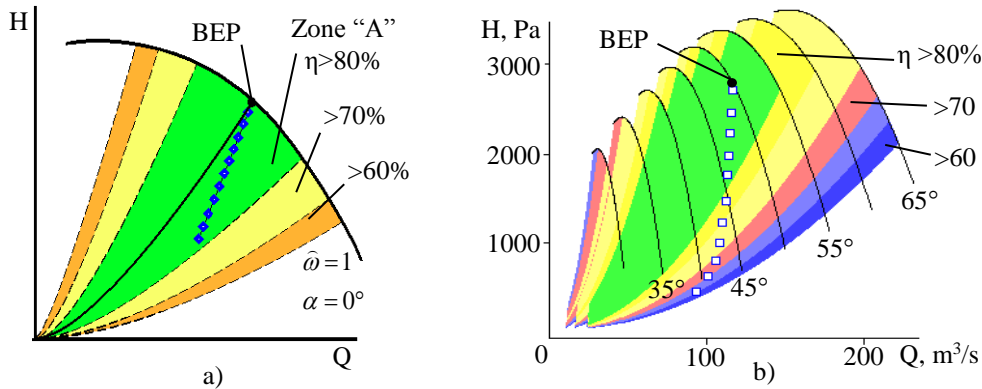 H
BEP
Zone “A”
η>80%
>70%
>60%
ω̂ = 1
α = 0°
Q
a)
H, Pa
BEP
3000
2000
1000
0
100
200
Q, m³/s
η >80%
>70
>60
65°
55°
45°
35°
b)